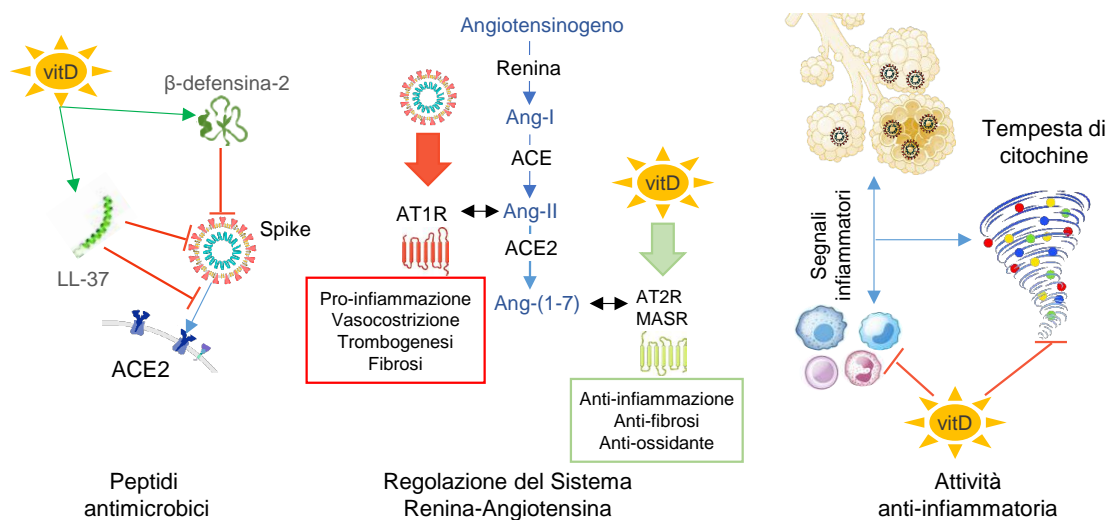 vitD
β-defensina-2
LL-37
Spike
ACE2
Peptidi
antimicrobici
Angiotensinogeno
Renina
Ang-I
ACE
AT1R
Ang-II
ACE2
Ang-(1-7)
Pro-infiammazione
Vasocostrizione
Trombogenesi
Fibrosi
vitD
AT2R
MASR
Anti-infiammazione
Anti-fibrosi
Anti-ossidante
Regolazione del Sistema
Renina-Angiotensina
Tempesta di
citochine
Segnali
infiammatori
vitD
Attività
anti-infiammatoria